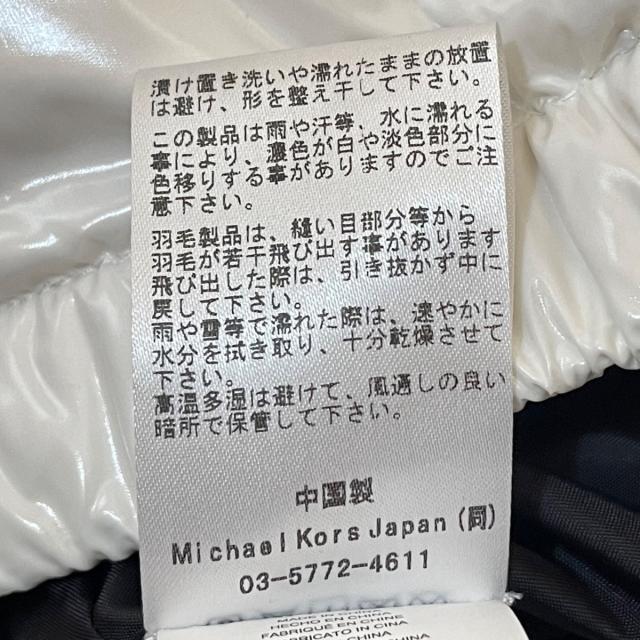 漬け置き洗いや濡れたままの放置
は避け、形を整え干して下さい。
この製品は雨や汗等、水に濡れる
事により、濃色が白や淡色部分に
色移りする事がありますのでご注
意下さい。
羽毛製品は、縫い目部分等から
羽毛が若干飛び出す事があります
飛び出した際は、引き抜かず中に
戻して下さい。
雨や雪等で濡れた際は、速やかに
水分を拭き取り、十分乾燥させて
下さい。
高温多湿は避けて、風通しの良い
暗所で保管して下さい。
中国製
Michael Kors Japan (同)
03-5772-4611
HECHO EN CHINA
FABRIQUÉ EN CHINE